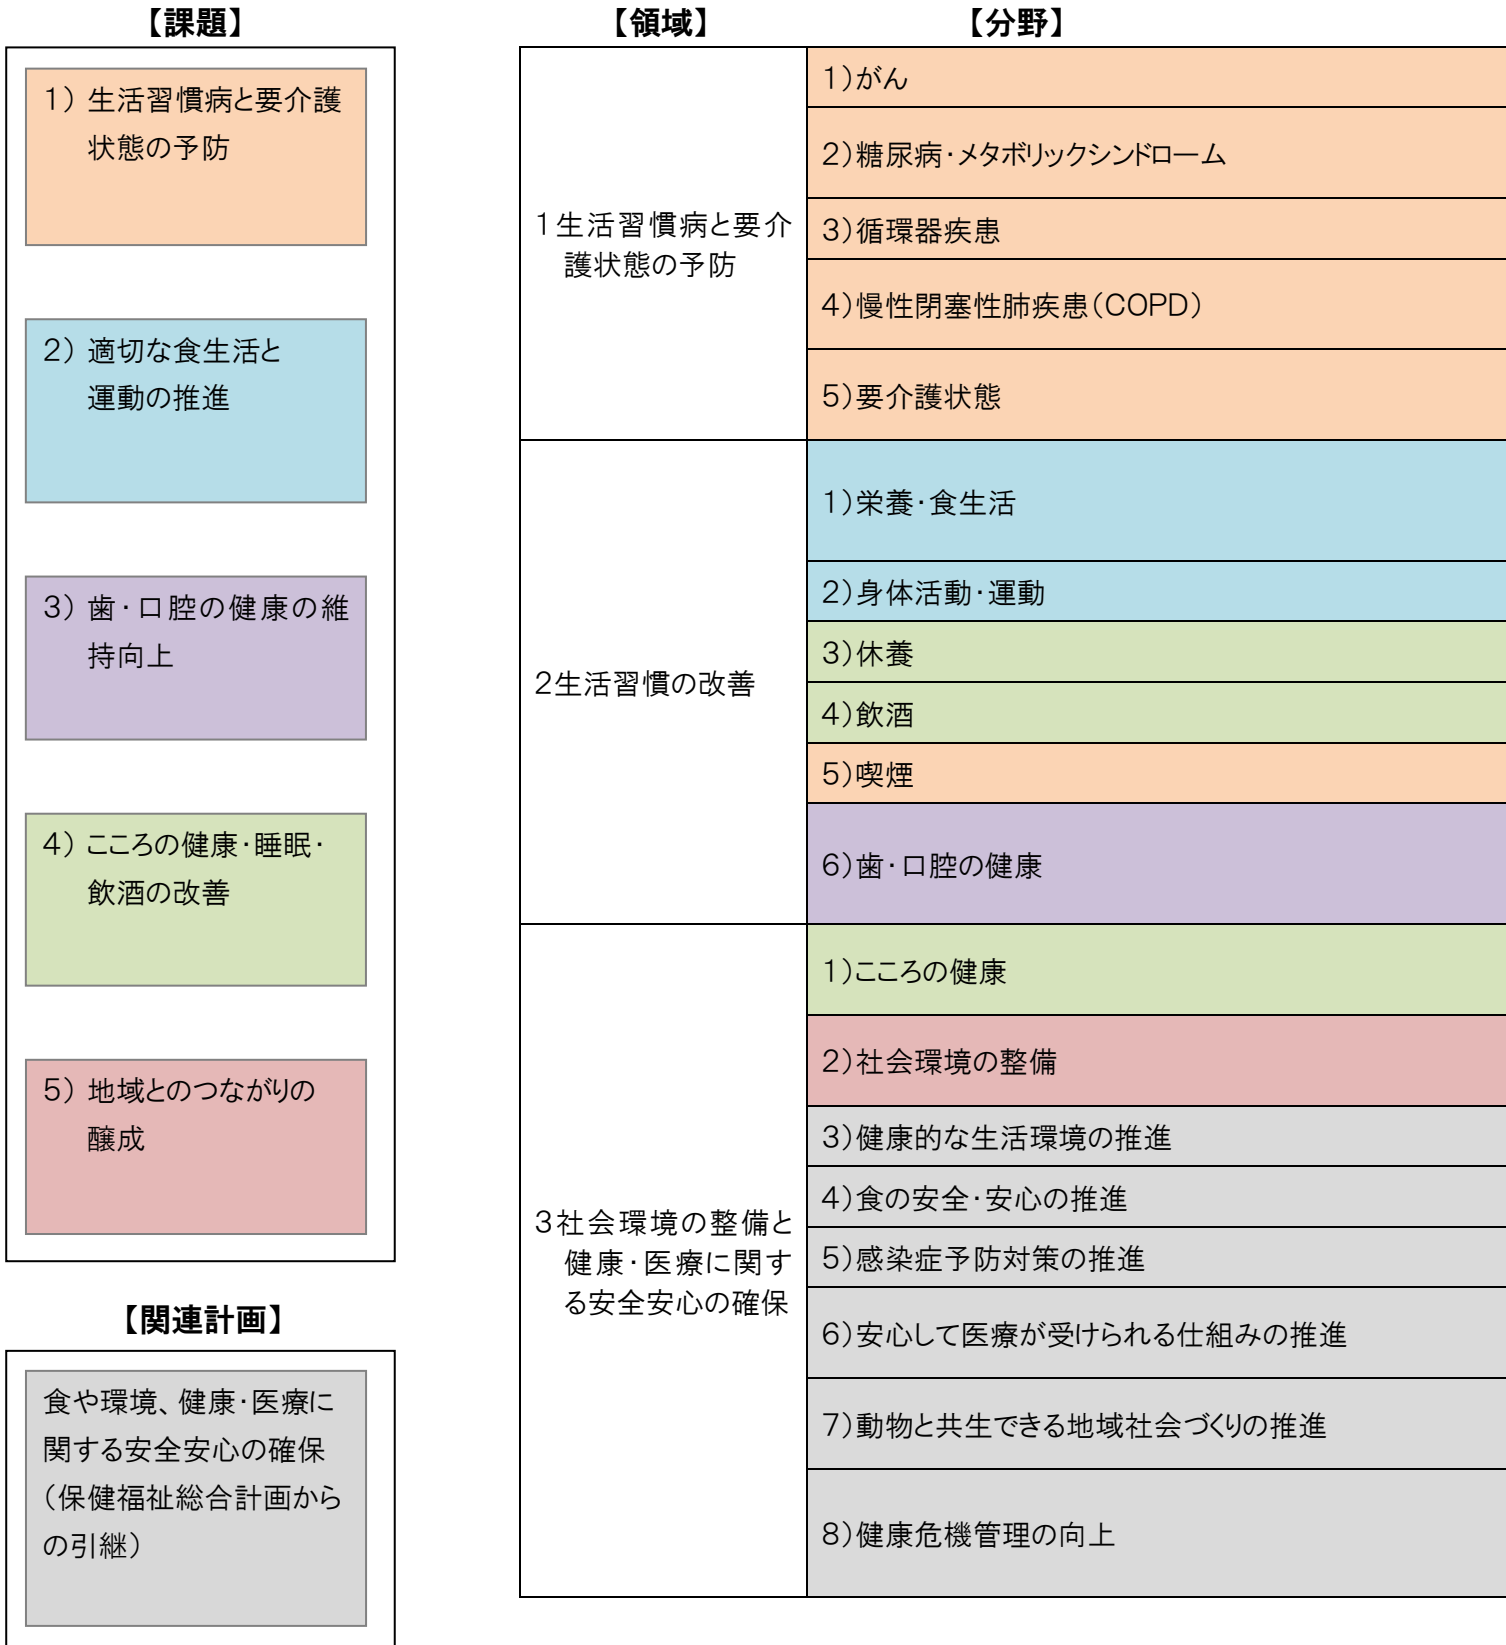 【課題】
1） 生活習慣病と要介護
状態の予防
2） 適切な食生活と
運動の推進
3） 歯・口腔の健康の維
持向上
4） こころの健康・睡眠・
飲酒の改善
5） 地域とのつながりの
醸成
【関連計画】
食や環境、健康・医療に
関する安全安心の確保
（保健福祉総合計画から
の引継）
【領域】
【分野】
1生活習慣病と要介
護状態の予防
1）がん
2）糖尿病・メタボリックシンドローム
3）循環器疾患
4）慢性閉塞性肺疾患（COPD）
5）要介護状態
2生活習慣の改善
1）栄養・食生活
2）身体活動・運動
3）休養
4）飲酒
5）喫煙
6）歯・口腔の健康
3社会環境の整備と
健康・医療に関す
る安全安心の確保
1）こころの健康
2）社会環境の整備
3）健康的な生活環境の推進
4）食の安全・安心の推進
5）感染症予防対策の推進
6）安心して医療が受けられる仕組みの推進
7）動物と共生できる地域社会づくりの推進
8）健康危機管理の向上